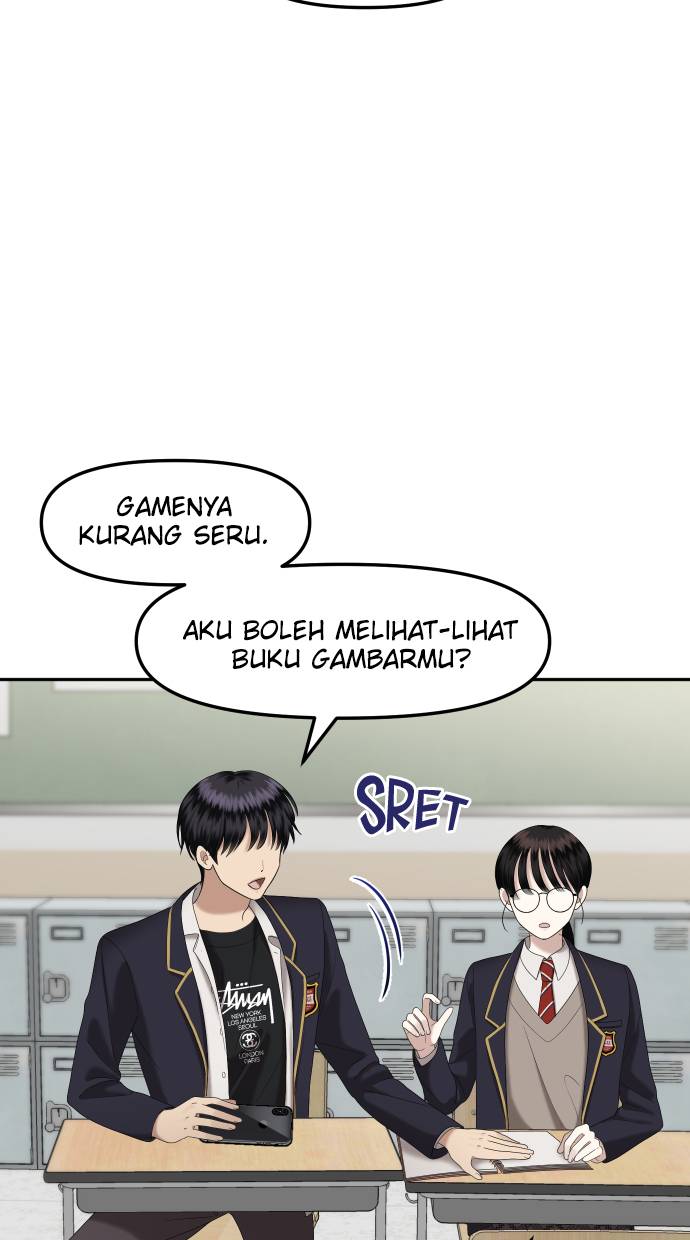 GAMENYA
KURANG SERU.
AKU BOLEH MELIHAT-LIHAT
BUKU GAMBARMU?
SRET
NEW YORK
LOS ANGELES
SEOUL
LONDON
PARIS